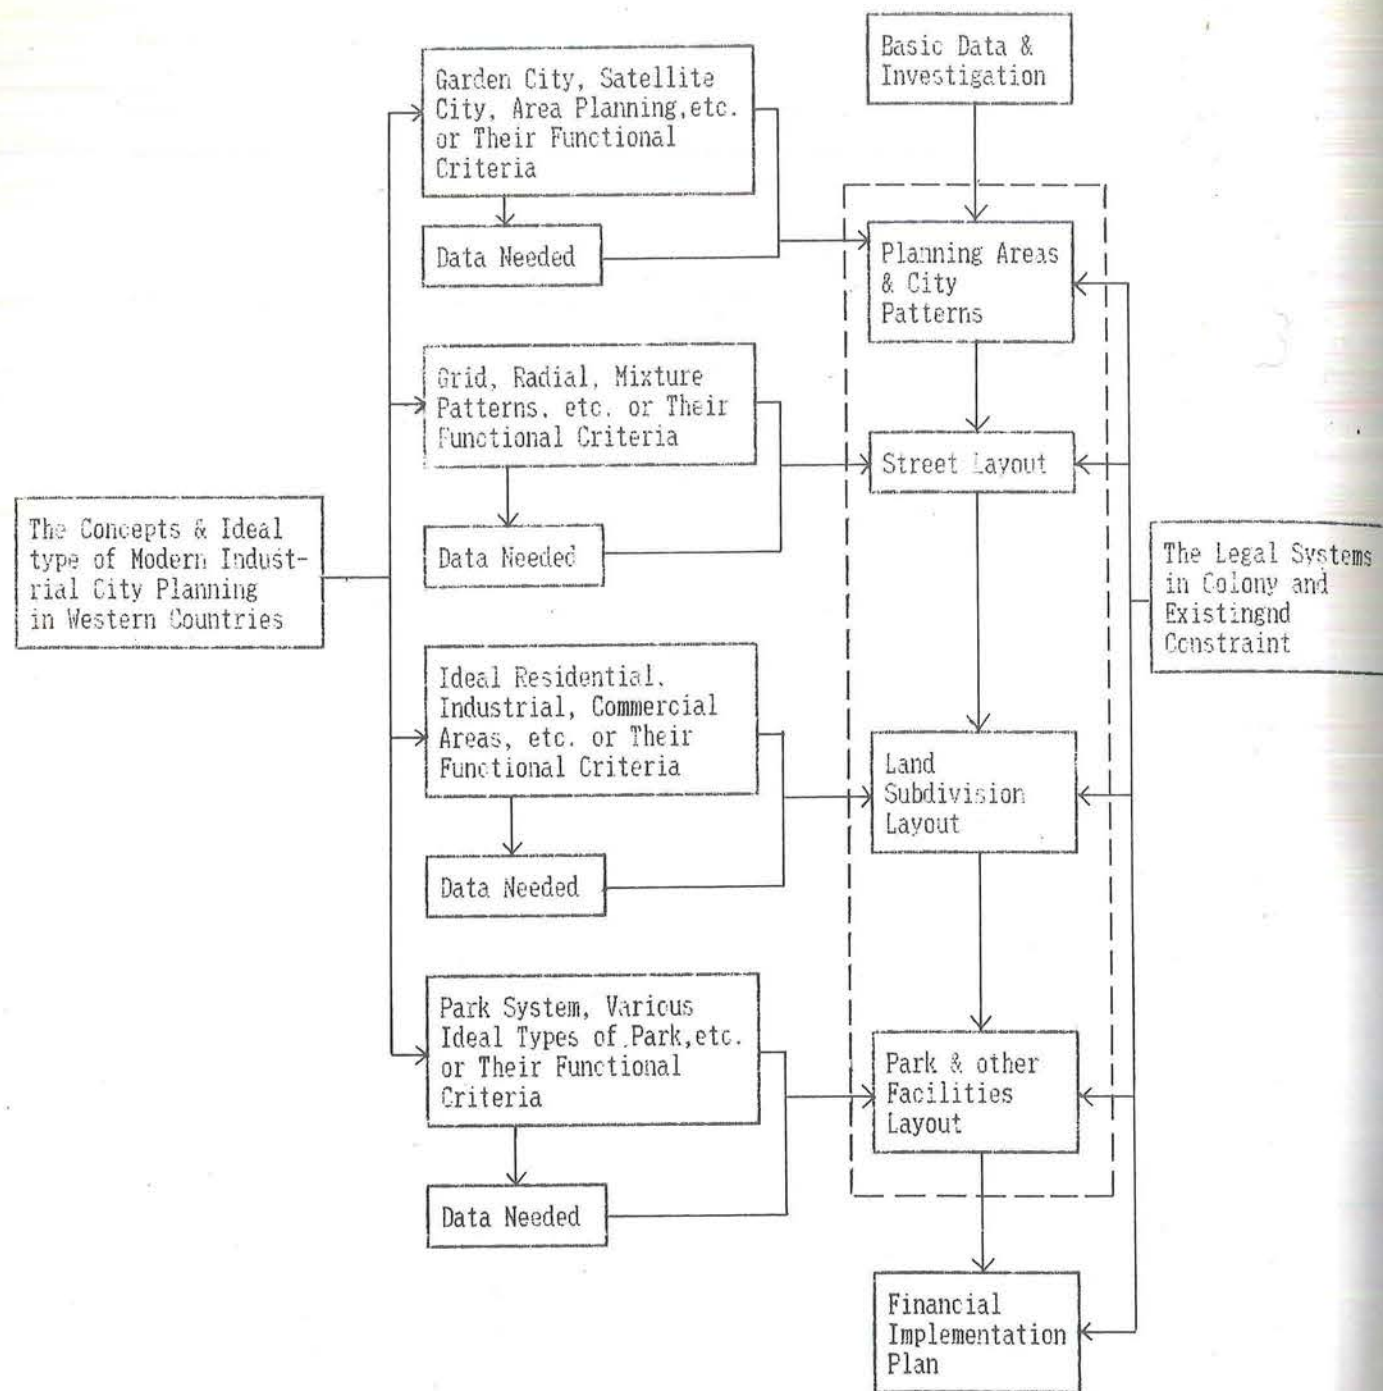 Basic Data &
Investigation
Garden City, Satellite
City, Area Planning,etc.
or Their Functional
Criteria
Data Needed
Planning Areas
& City
Patterns
Grid, Radial, Mixture
Patterns, etc. or Their
Functional Criteria
Street Layout
Data Needed
The Concepts & Ideal
type of Modern Indust-
rial City Planning
in Western Countries
The Legal Systems
in Colony and
Existingnd
Constraint
Ideal Residential,
Industrial, Commercial
Areas, etc. or Their
Functional Criteria
Land
Subdivision
Layout
Data Needed
Park System, Various
Ideal Types of Park,etc.
or Their Functional
Criteria
Park & other
Facilities
Layout
Data Needed
Financial
Implementation
Plan